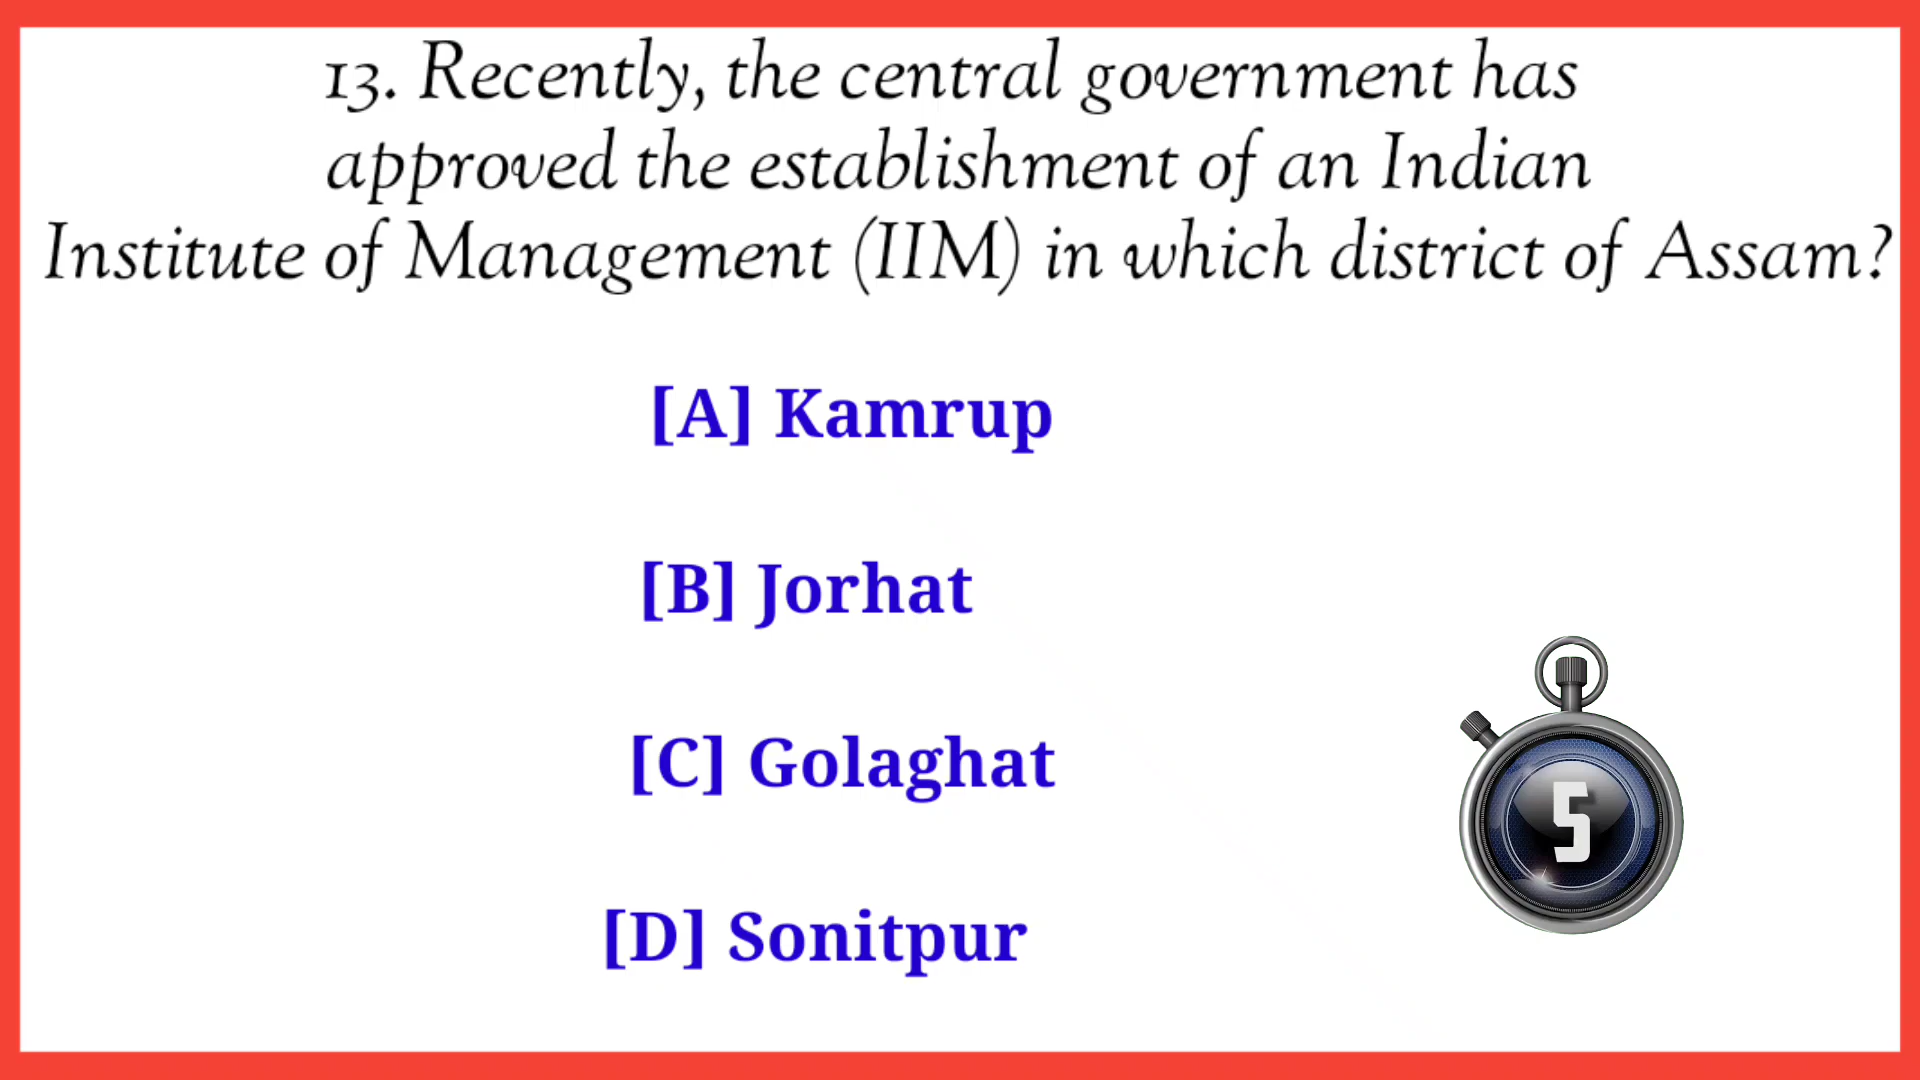 13. Recently, the central government has
approved the establishment of an Indian
Institute of Management (IIM) in which district of Assam?
[A] Kamrup
[B] Jorhat
[C] Golaghat
[D] Sonitpur
5